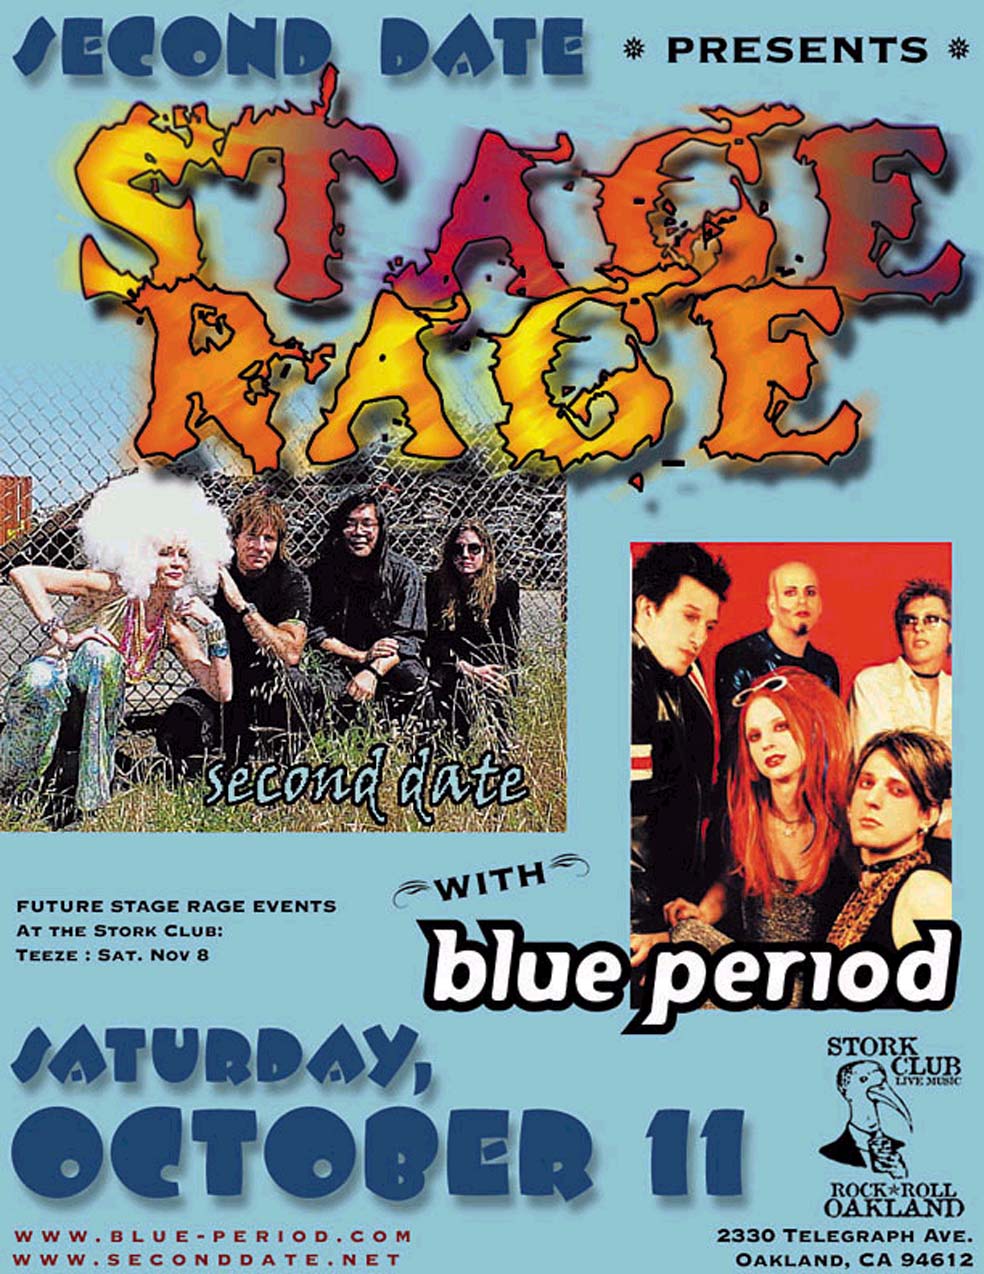 SECOND DATE * PRESENTS *
STAGE
RAGE
second date
WITH
blue period
FUTURE STAGE RAGE EVENTS
AT THE STORK CLUB:
TEEZE : SAT. NOV 8
SATURDAY,
OCTOBER 11
STORK
CLUB
LIVE MUSIC
ROCK*ROLL
OAKLAND
WWW.BLUE-PERIOD.COM
WWW.SECONDDATE.NET
2330 TELEGRAPH AVE.
OAKLAND, CA 94612